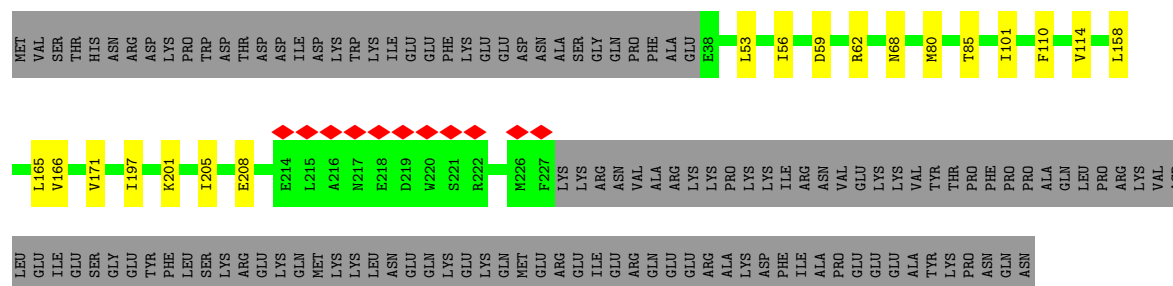 MET VAL SER THR HIS ASN ARG ASP LYS PRO TRP ASP THR ASP ASP ILE ASP LYS TRP LYS ILE GLU GLU PHE LYS GLU GLU ASP ASN ALA SER GLY GLN PRO PHE ALA GLU E38 L53 I56 D59 R62 N68 M80 T85 I101 F110 V114 L158
L165 V166 V171 I197 K201 I205 E208 E214 L215 A216 N217 E218 D219 W220 S221 R222 M226 F227 LYS LYS ARG ASN VAL ALA ARG LYS LYS PRO LYS LYS ILE ARG ASN VAL GLU LYS LYS VAL TYR THR PRO PHE PRO PRO ALA GLN LEU PRO ARG LYS VAL
LEU GLU ILE GLU SER GLY GLU TYR PHE LEU SER LYS ARG GLU LYS GLN MET LYS LYS LEU ASN GLU GLN LYS GLU LYS GLN MET GLU ARG GLU ILE GLU ARG GLN GLU GLU ARG ALA LYS ASP PHE ILE ALA PRO GLU GLU GLU ALA TYR LYS PRO ASN GLN ASN